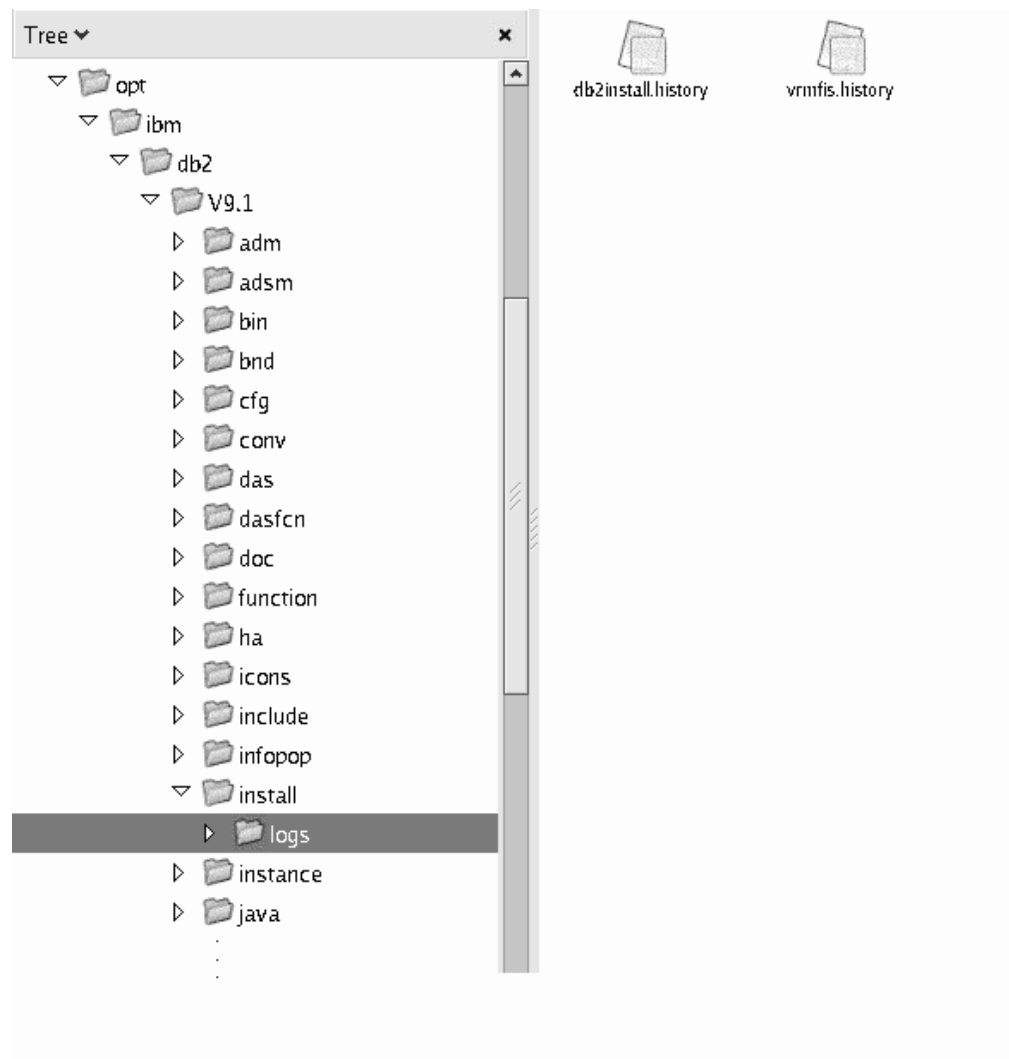 Tree
opt
ibm
db2
V9.1
adm
adsm
bin
bnd
cfg
conv
das
dasfcn
doc
function
ha
icons
include
infopop
install
logs
instance
java
db2install.history
vrmfis.history